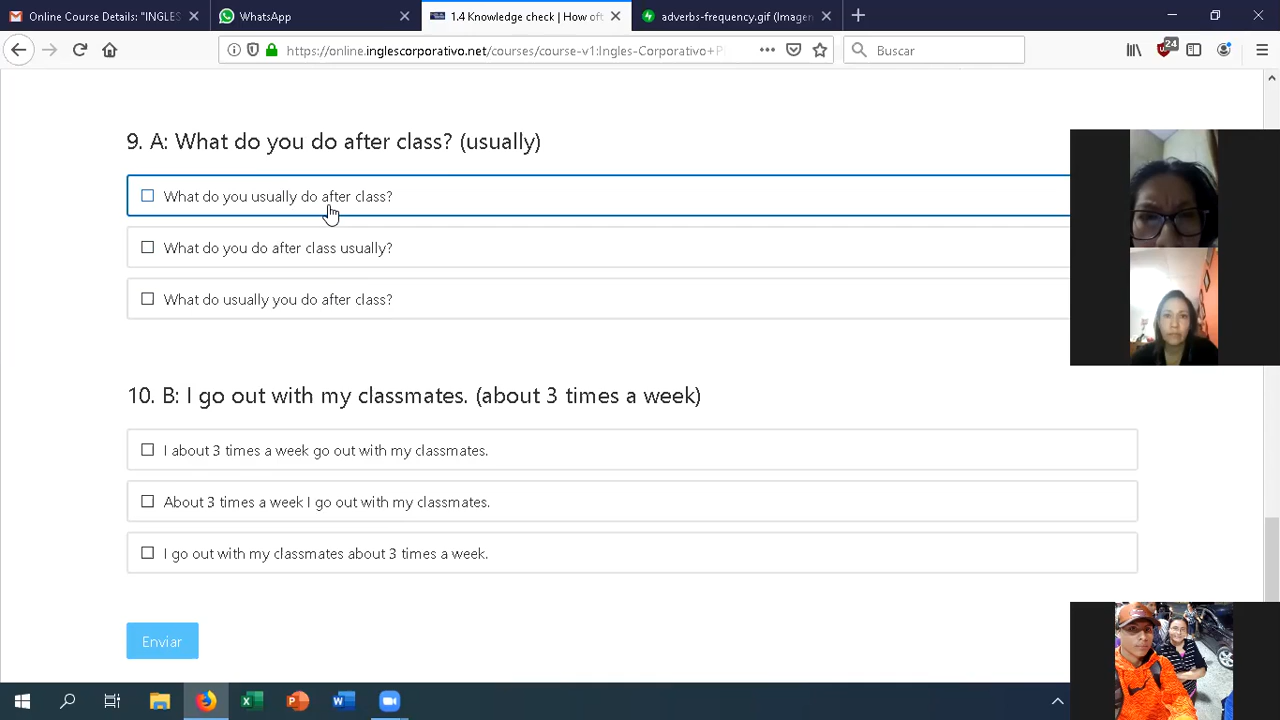 Online Course Details: "INGLES
WhatsApp
1.4 Knowledge check | How oft
adverbs-frequency.gif (Imagen
https://online.inglescorporativo.net/courses/course-v1:Ingles-Corporativo+P
Buscar
24
9. A: What do you do after class? (usually)
What do you usually do after class?
What do you do after class usually?
What do usually you do after class?
10. B: I go out with my classmates. (about 3 times a week)
I about 3 times a week go out with my classmates.
About 3 times a week I go out with my classmates.
I go out with my classmates about 3 times a week.
Enviar